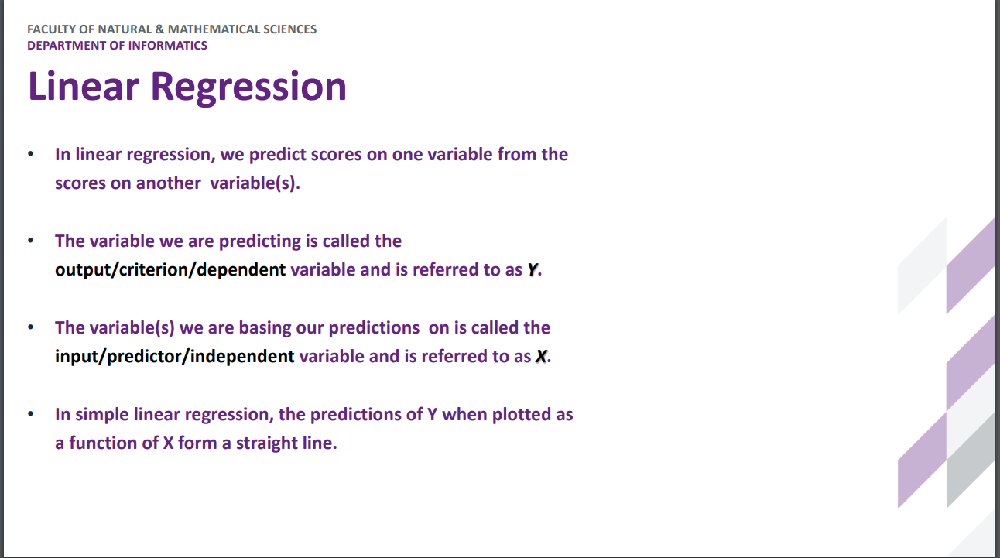 FACULTY OF NATURAL & MATHEMATICAL SCIENCES
DEPARTMENT OF INFORMATICS
Linear Regression
• In linear regression, we predict scores on one variable from the
scores on another  variable(s).
• The variable we are predicting is called the
output/criterion/dependent variable and is referred to as Y.
• The variable(s) we are basing our predictions  on is called the
input/predictor/independent variable and is referred to as X.
• In simple linear regression, the predictions of Y when plotted as
a function of X form a straight line.